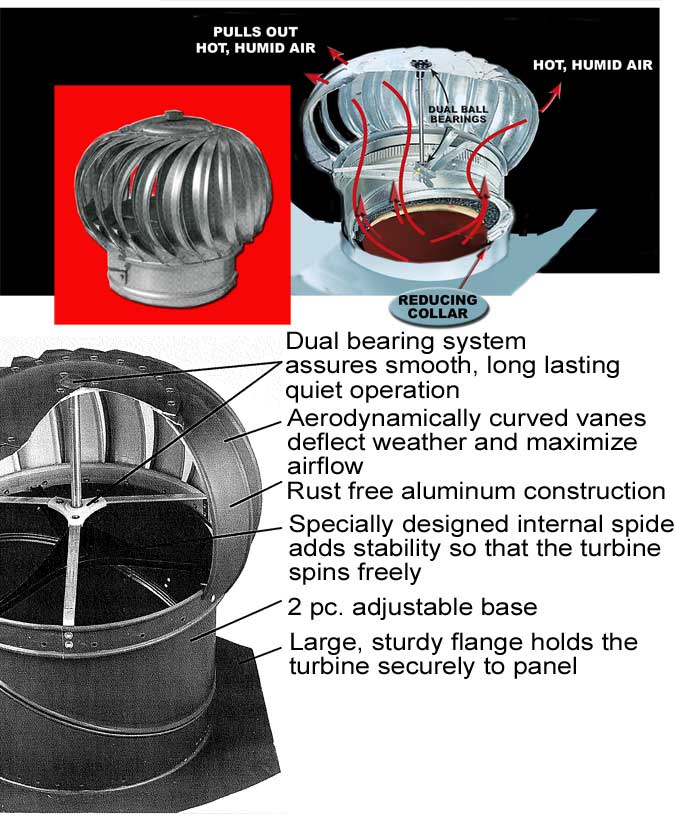 PULLS OUT
HOT, HUMID AIR
HOT, HUMID AIR
DUAL BALL
BEARINGS
REDUCING
COLLAR
Dual bearing system
assures smooth, long lasting
quiet operation
Aerodynamically curved vanes
deflect weather and maximize
airflow
Rust free aluminum construction
Specially designed internal spide
adds stability so that the turbine
spins freely
2 pc. adjustable base
Large, sturdy flange holds the
turbine securely to panel